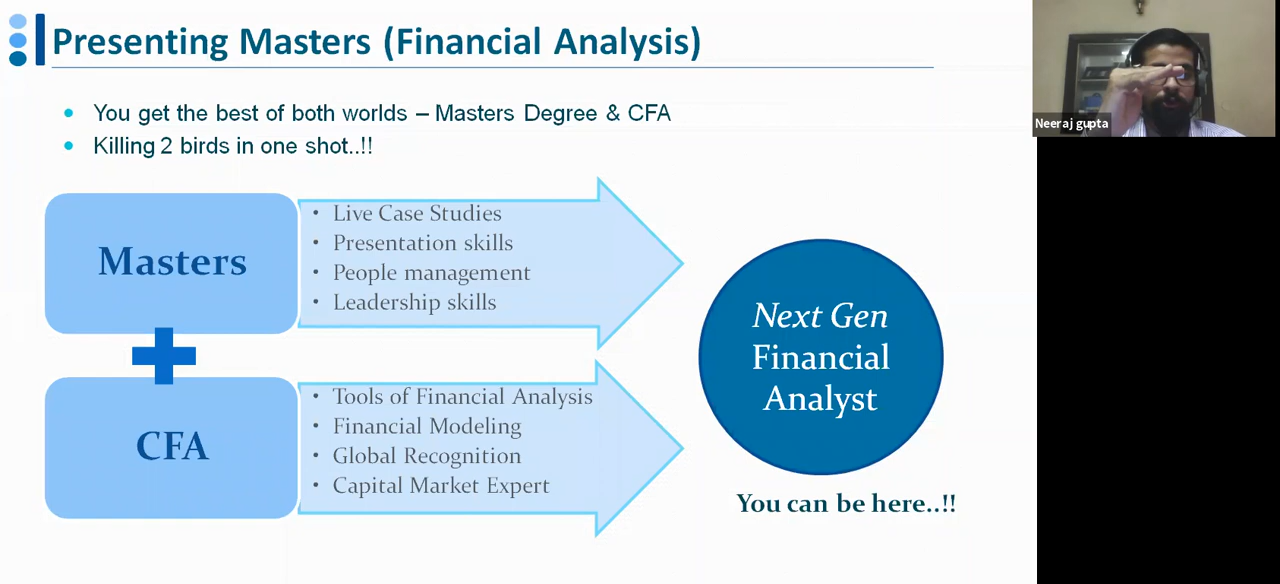 Presenting Masters (Financial Analysis)
• You get the best of both worlds – Masters Degree & CFA
• Killing 2 birds in one shot..!!
Masters
• Live Case Studies
• Presentation skills
• People management
• Leadership skills
CFA
• Tools of Financial Analysis
• Financial Modeling
• Global Recognition
• Capital Market Expert
Next Gen
Financial
Analyst
You can be here..!!
Neeraj gupta